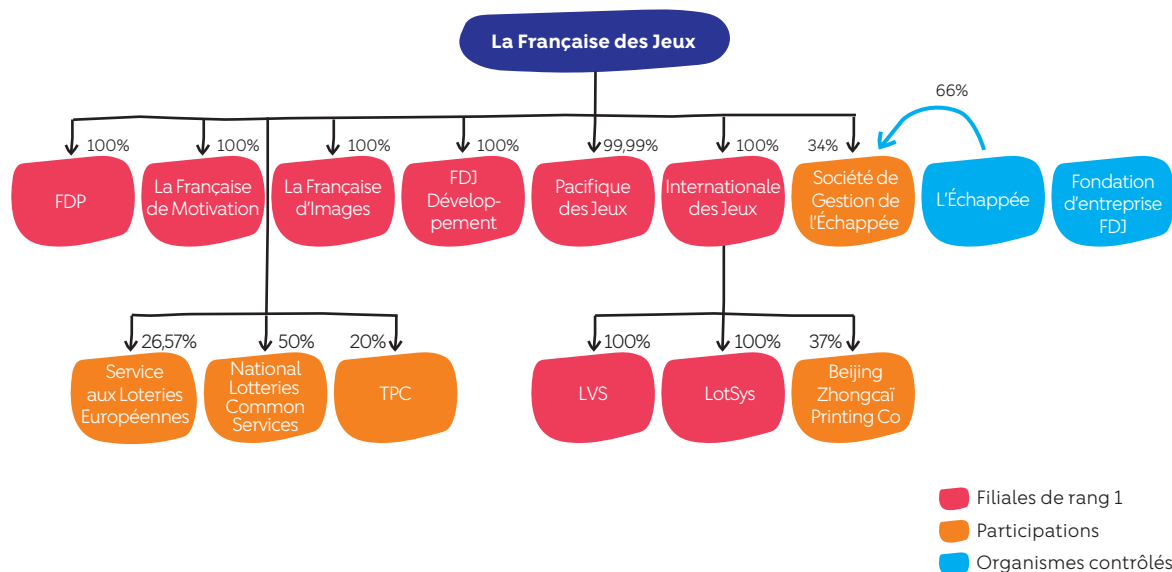 La Française des Jeux
66%
100%
100%
100%
100%
99,99%
100%
34%
FDP
La Française
de Motivation
La Française
d'Images
FDJ
Dévelop-
pement
Pacifique
des Jeux
Internationale
des Jeux
Société de
Gestion de
l'Échappée
L'Échappée
Fondation
d'entreprise
FDJ
26,57%
50%
20%
100%
100%
37%
Service
aux Loteries
Européennes
National
Lotteries
Common
Services
TPC
LVS
LotSys
Beijing
Zhongcaï
Printing Co
Filiales de rang 1
Participations
Organismes contrôlés